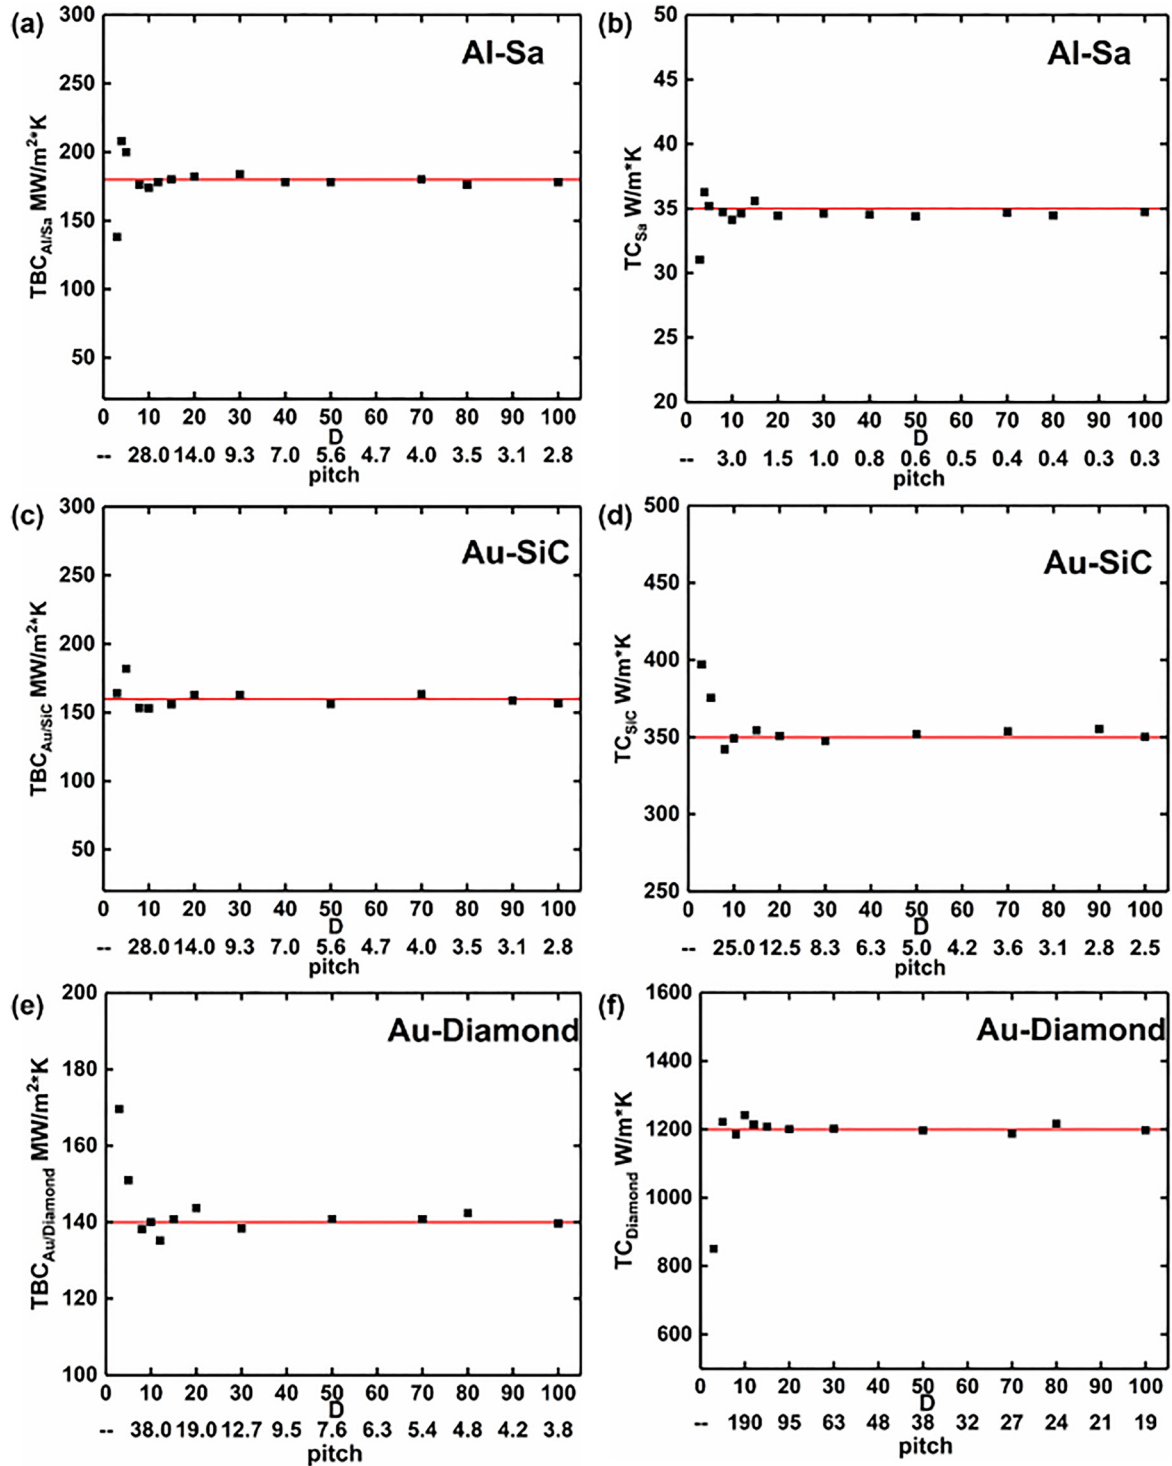 (a)
Al-Sa
TBC Al/Sa MW/m²*K
300
250
200
150
100
50
0 10 20 30 40 50 60 70 80 90 100
D
-- 28.0 14.0 9.3 7.0 5.6 4.7 4.0 3.5 3.1 2.8
pitch
(b)
Al-Sa
TC Sa W/m*K
50
45
40
35
30
25
20
0 10 20 30 40 50 60 70 80 90 100
D
-- 3.0 1.5 1.0 0.8 0.6 0.5 0.4 0.4 0.3 0.3
pitch
(c)
Au-SiC
TBC Au/SiC MW/m²*K
300
250
200
150
100
50
0 10 20 30 40 50 60 70 80 90 100
D
-- 28.0 14.0 9.3 7.0 5.6 4.7 4.0 3.5 3.1 2.8
pitch
(d)
Au-SiC
TC SiC W/m*K
500
450
400
350
300
250
0 10 20 30 40 50 60 70 80 90 100
D
-- 25.0 12.5 8.3 6.3 5.0 4.2 3.6 3.1 2.8 2.5
pitch
(e)
Au-Diamond
TBC Au/Diamond MW/m²*K
200
180
160
140
120
100
0 10 20 30 40 50 60 70 80 90 100
D
-- 38.0 19.0 12.7 9.5 7.6 6.3 5.4 4.8 4.2 3.8
pitch
(f)
Au-Diamond
TC Diamond W/m*K
1600
1400
1200
1000
800
600
0 10 20 30 40 50 60 70 80 90 100
D
-- 190 95 63 48 38 32 27 24 21 19
pitch